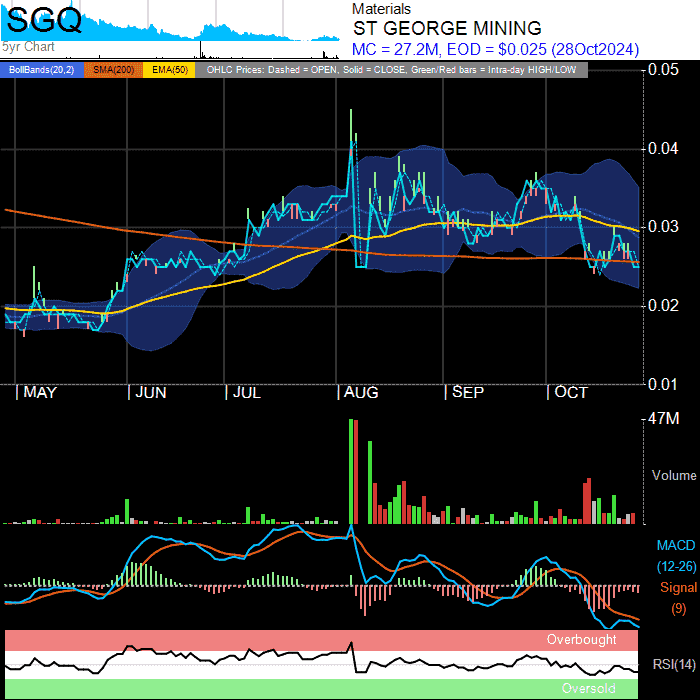 SGQ
5yr Chart
Materials
ST GEORGE MINING
MC = 27.2M, EOD = $0.025 (28Oct2024)
BollBands(20,2) SMA(200) EMA(50) OHLC Prices: Dashed = OPEN, Solid = CLOSE, Green/Red bars = Intra-day HIGH/LOW
0.05
0.04
0.03
0.02
0.01
MAY JUN JUL AUG SEP OCT
47M
Volume
MACD
(12-26)
Signal
(9)
Overbought
RSI(14)
Oversold